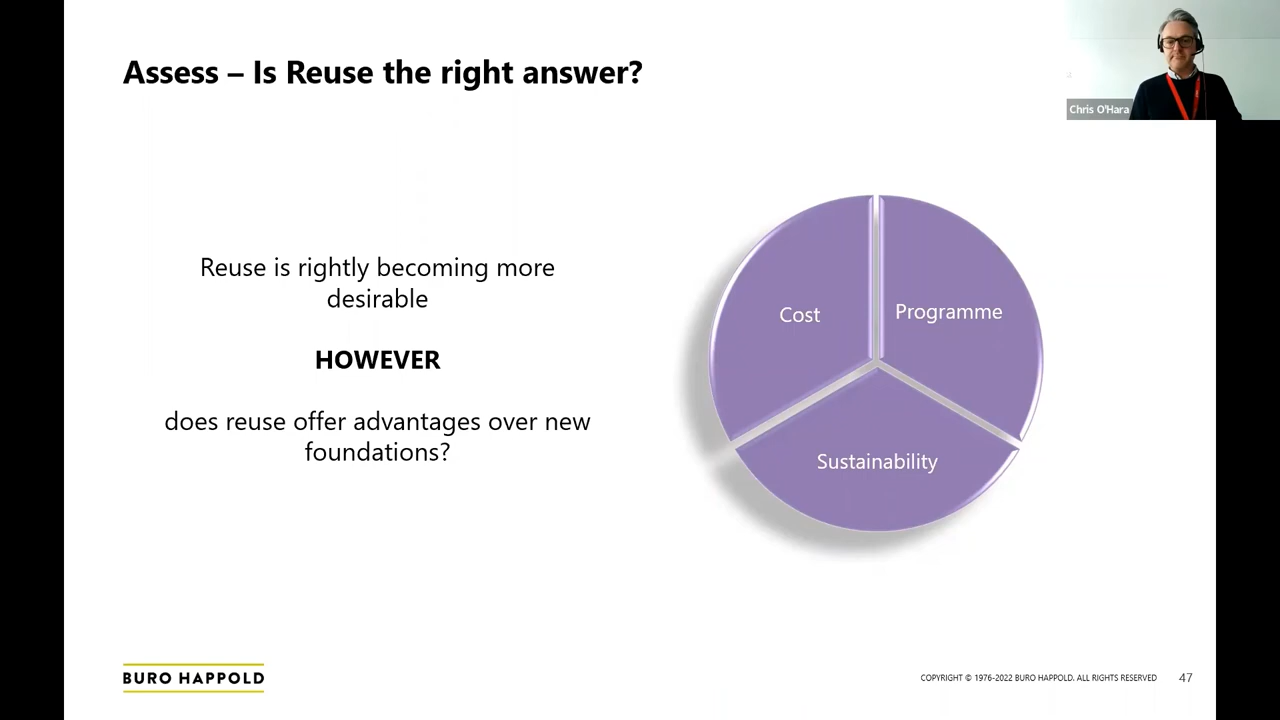 Assess – Is Reuse the right answer?
Chris O'Hara
Reuse is rightly becoming more
desirable
HOWEVER
does reuse offer advantages over new
foundations?
Cost
Programme
Sustainability
BURO HAPPOLD
COPYRIGHT © 1976-2022 BURO HAPPOLD. ALL RIGHTS RESERVED
47